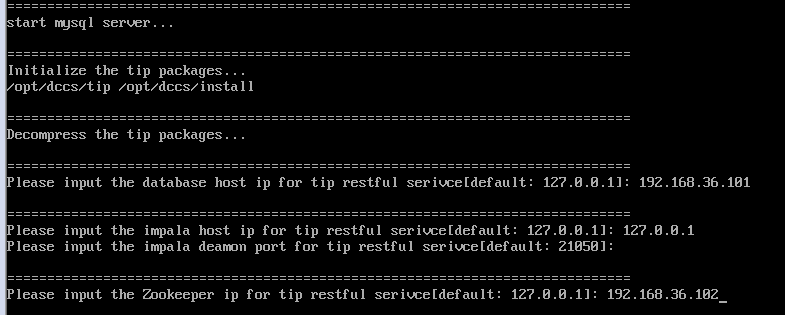 ==============================================================================
start mysql server...
==============================================================================
Initialize the tip packages...
/opt/dccs/tip /opt/dccs/install
==============================================================================
Decompress the tip packages...
==============================================================================
Please input the database host ip for tip restful serivce[default: 127.0.0.1]: 192.168.36.101
==============================================================================
Please input the impala host ip for tip restful serivce[default: 127.0.0.1]: 127.0.0.1
Please input the impala deamon port for tip restful serivce[default: 21050]:
==============================================================================
Please input the Zookeeper ip for tip restful serivce[default: 127.0.0.1]: 192.168.36.102_